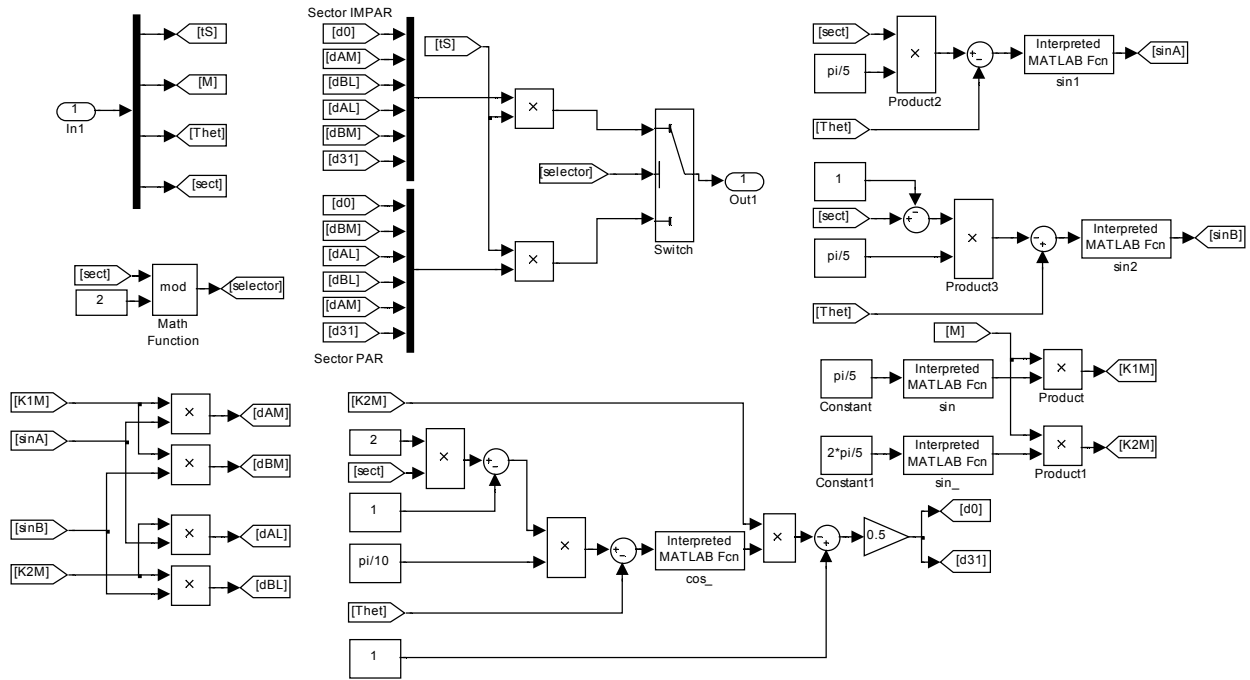 [tS]
[M]
[Thet]
[sect]
1
In1
[sect]
2
mod
[selector]
Math
Function
Sector IMPAR
[d0]
[dAM]
[dBL]
[dAL]
[dBM]
[d31]
[d0]
[dBM]
[dAL]
[dBL]
[dAM]
[d31]
Sector PAR
[tS]
×
×
[selector]
Switch
1
Out1
[sect]
pi/5
×
Product2
+
-
Interpreted
MATLAB Fcn
sin1
[sinA]
[Thet]
1
[sect]
+
-
pi/5
×
Product3
-
+
Interpreted
MATLAB Fcn
sin2
[sinB]
[Thet]
[M]
pi/5
Constant
Interpreted
MATLAB Fcn
sin
×
Product
[K1M]
2*pi/5
Constant1
Interpreted
MATLAB Fcn
sin_
×
Product1
[K2M]
[K1M]
[sinA]
[sinB]
[K2M]
×
[dAM]
×
[dBM]
×
[dAL]
×
[dBL]
[K2M]
2
[sect]
×
+
-
1
pi/10
×
+
-
[Thet]
Interpreted
MATLAB Fcn
cos_
×
-
+
1
0.5
[d0]
[d31]